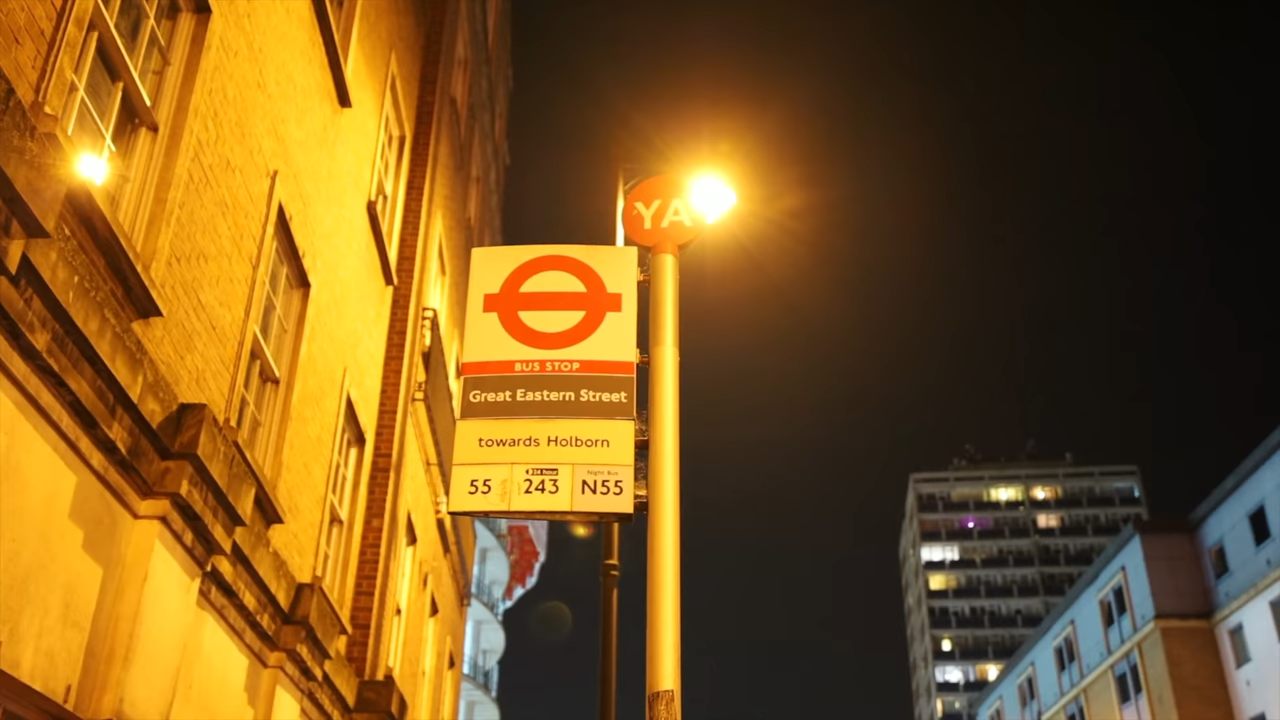 YA
BUS STOP
Great Eastern Street
towards Holborn
24 hour
Night Bus
55 243 N55